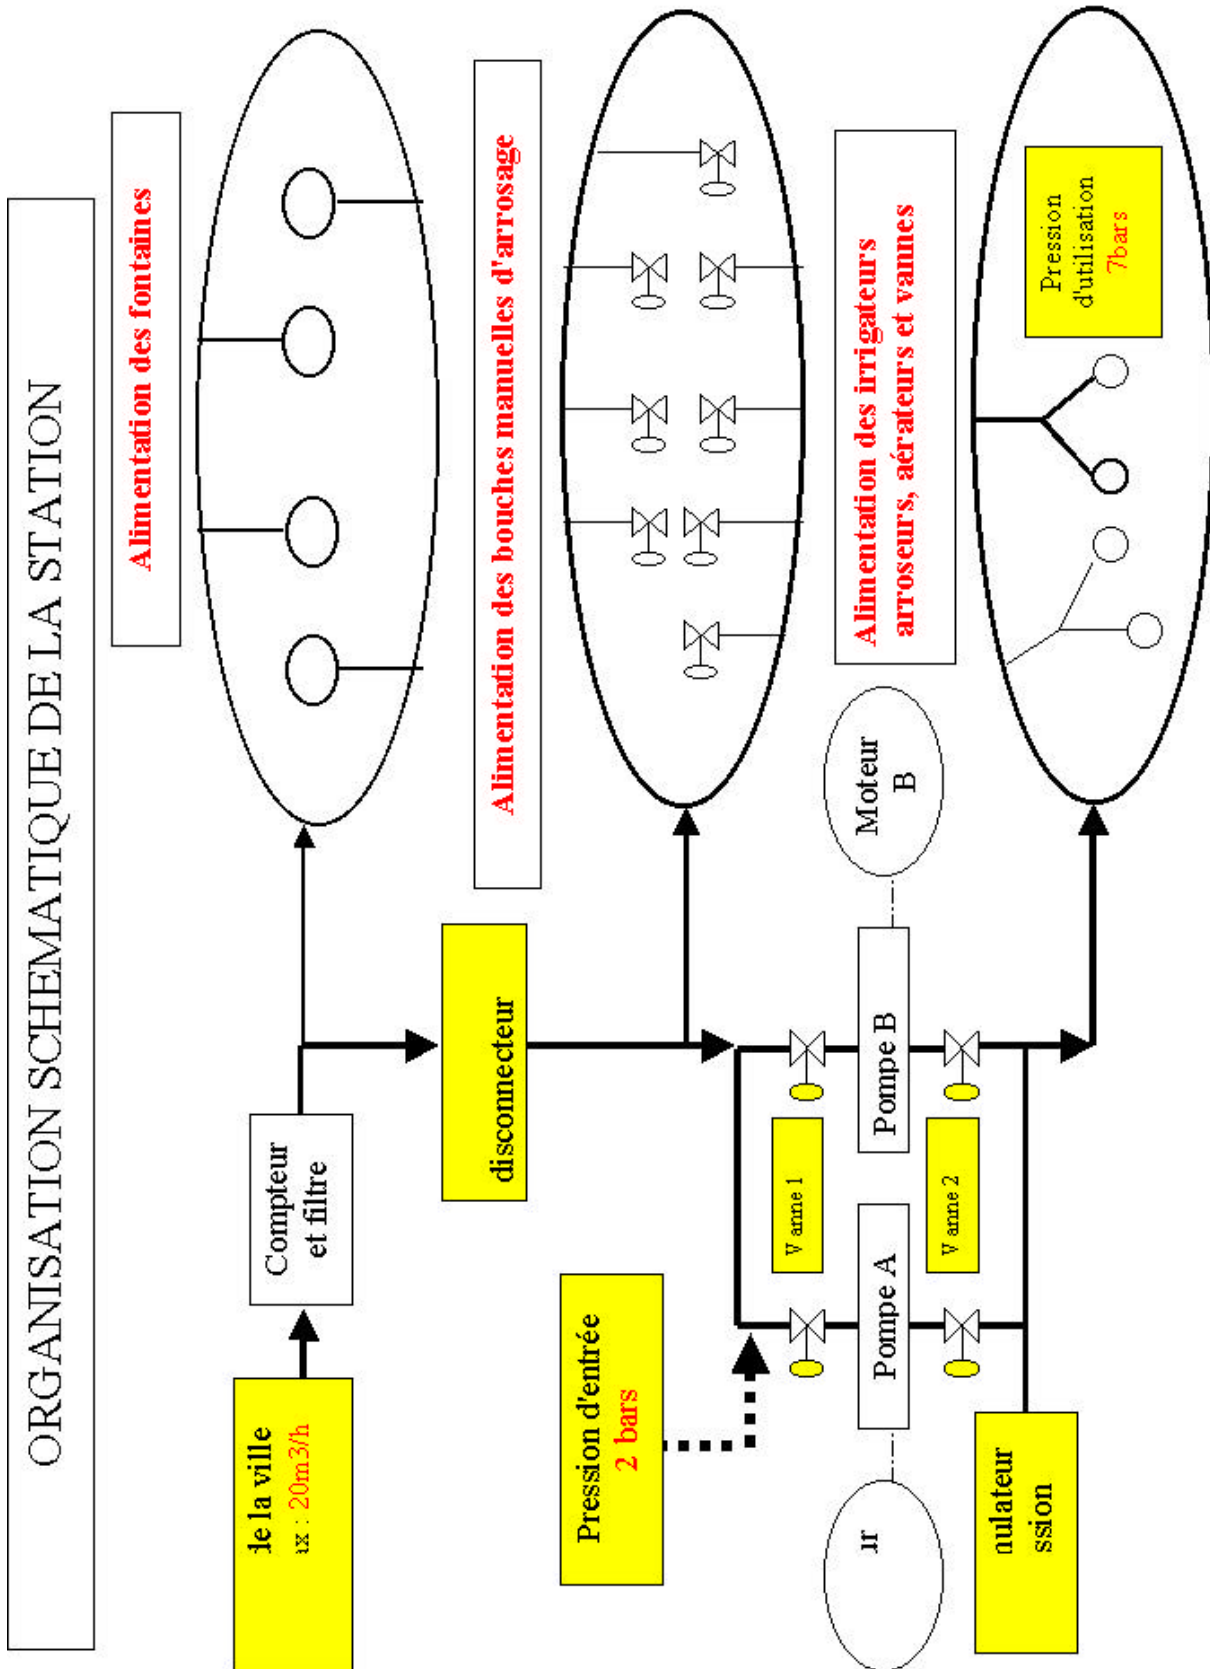 ORGANISATION SCHEMATIQUE DE LA STATION
Alimentation des fontaines
de la ville
: 20m3/h
Compteur
et filtre
Alimentation des bouches manuelles d'arrosage
disconnecteur
Pression d'entrée
2 bars
Vanne 1
Pompe A
Pompe B
Vanne 2
Moteur
B
Alimentation des irrigateurs
arroseurs, aérateurs et vannes
Pression
d'utilisation
7bars